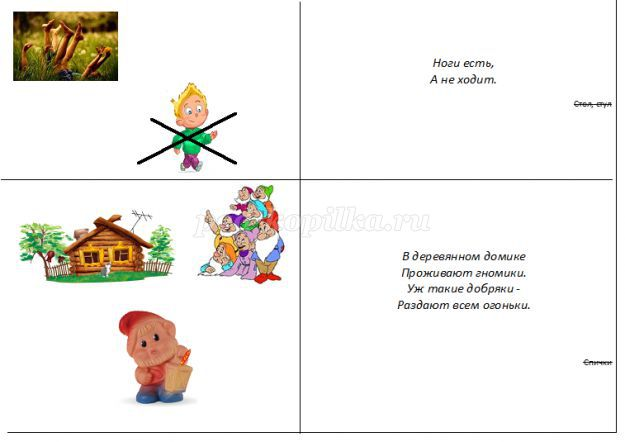 Ноги есть,
А не ходит.
Стол, стул
В деревянном домике
Проживают гномики.
Уж такие добряки -
Раздают всем огоньки.
Спички